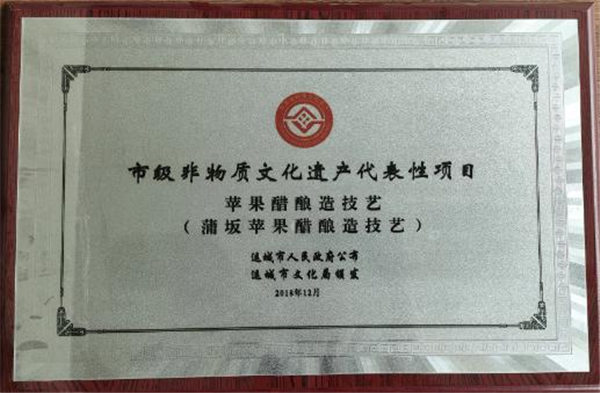 市级非物质文化遗产代表性项目
苹果醋酿造技艺
（蒲坂苹果醋酿造技艺）
运城市人民政府公布
运城市文化局颁发
2018年12月